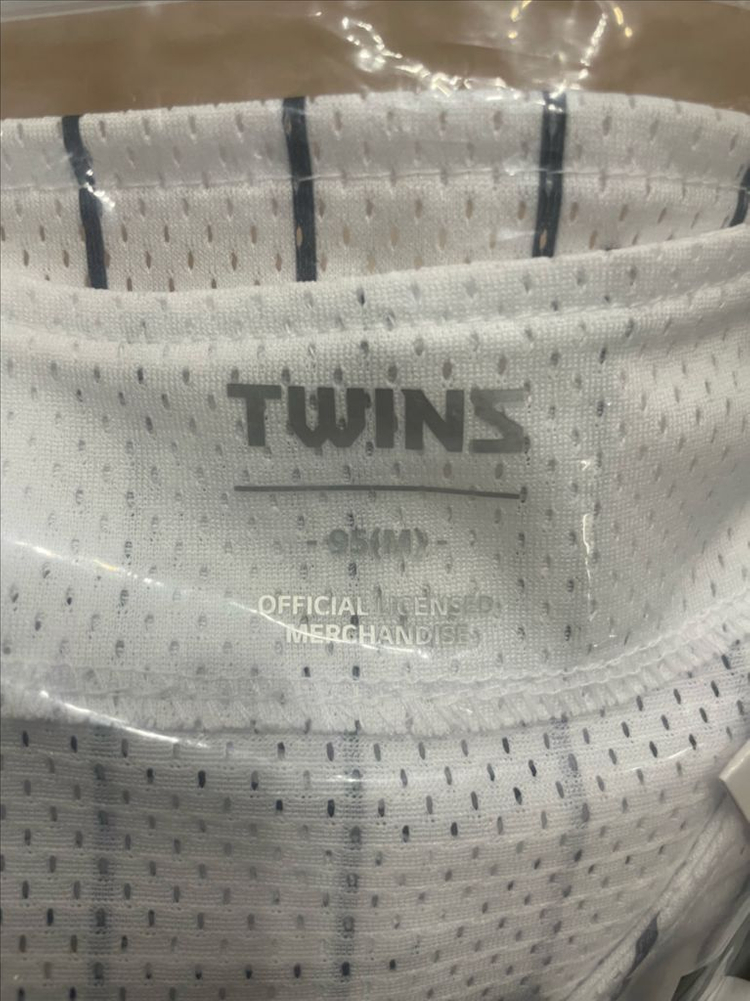 TWINS
- 95(M) -
OFFICIAL LICENSED
MERCHANDISE